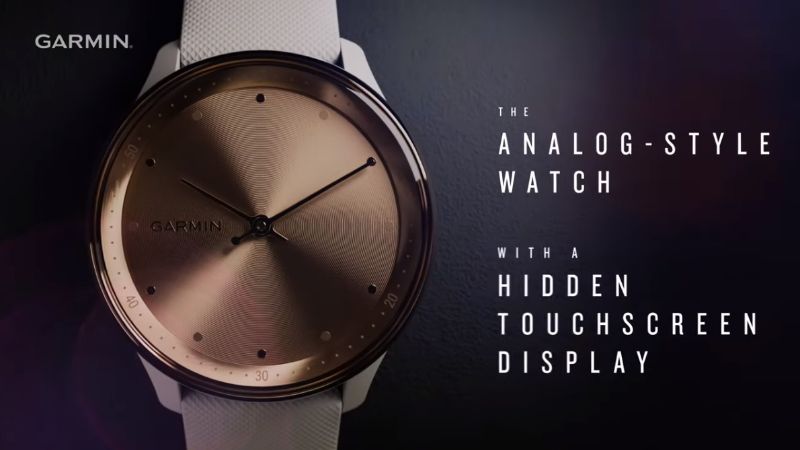 GARMIN®
THE
ANALOG-STYLE
WATCH
WITH A
HIDDEN
TOUCHSCREEN
DISPLAY
GARMIN
50
40
30
20